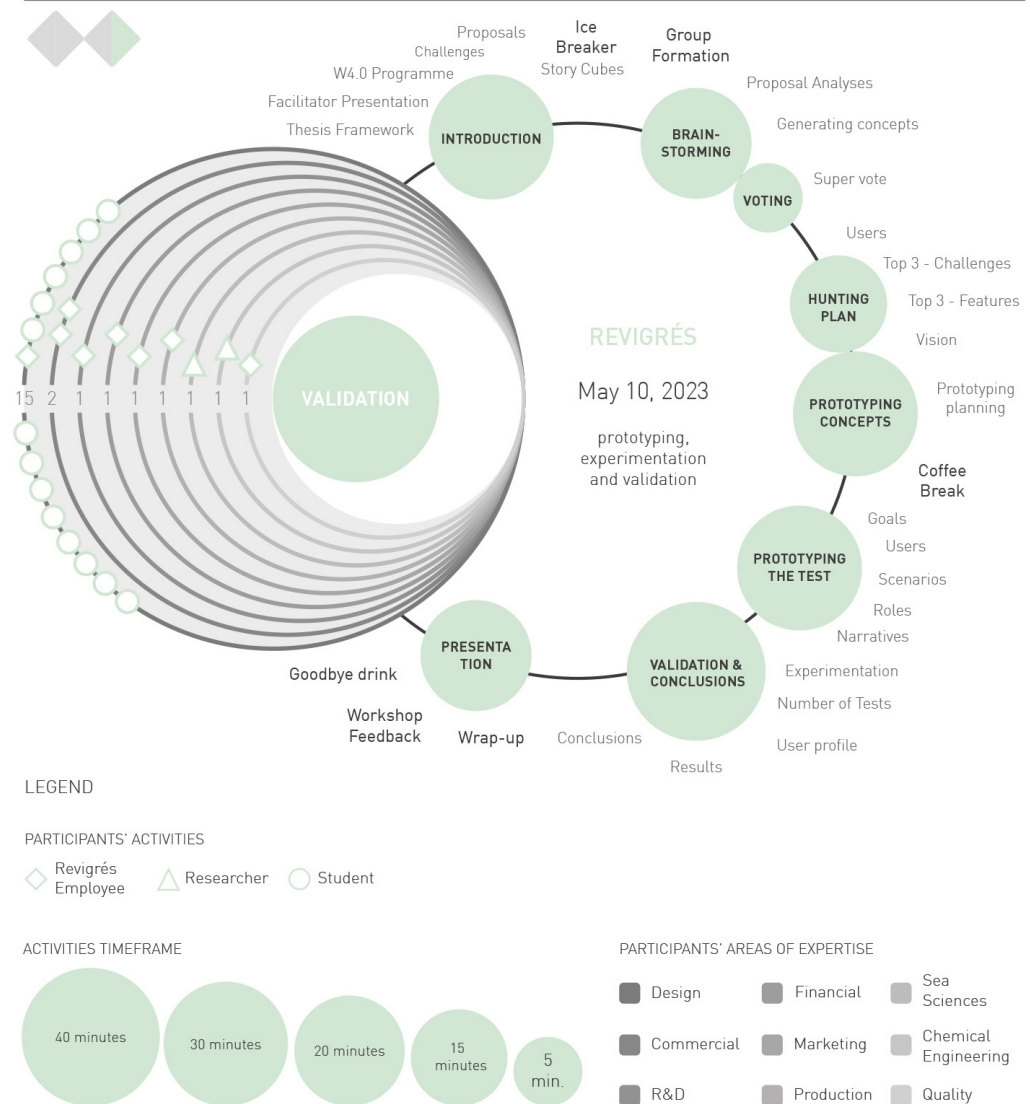 Proposals
Challenges
W4.0 Programme
Facilitator Presentation
Thesis Framework
Ice
Breaker
Story Cubes
Group
Formation
INTRODUCTION
BRAIN-
STORMING
Proposal Analyses
Generating concepts
VOTING
Super vote
Users
Top 3 - Challenges
HUNTING
PLAN
Top 3 - Features
Vision
REVIGRÉS
May 10, 2023
prototyping,
experimentation
and validation
15 2 1 1 1 1 1 1 1
VALIDATION
PROTOTYPING
CONCEPTS
Prototyping
planning
Coffee
Break
PROTOTYPING
THE TEST
Goals
Users
Scenarios
Roles
Narratives
VALIDATION &
CONCLUSIONS
Experimentation
Number of Tests
User profile
Results
Conclusions
PRESENTA
TION
Wrap-up
Workshop
Feedback
Goodbye drink
LEGEND
PARTICIPANTS' ACTIVITIES
Revigrés
Employee
Researcher
Student
ACTIVITIES TIMEFRAME
40 minutes
30 minutes
20 minutes
15
minutes
5
min.
PARTICIPANTS' AREAS OF EXPERTISE
Design
Financial
Sea
Sciences
Commercial
Marketing
Chemical
Engineering
R&D
Production
Quality